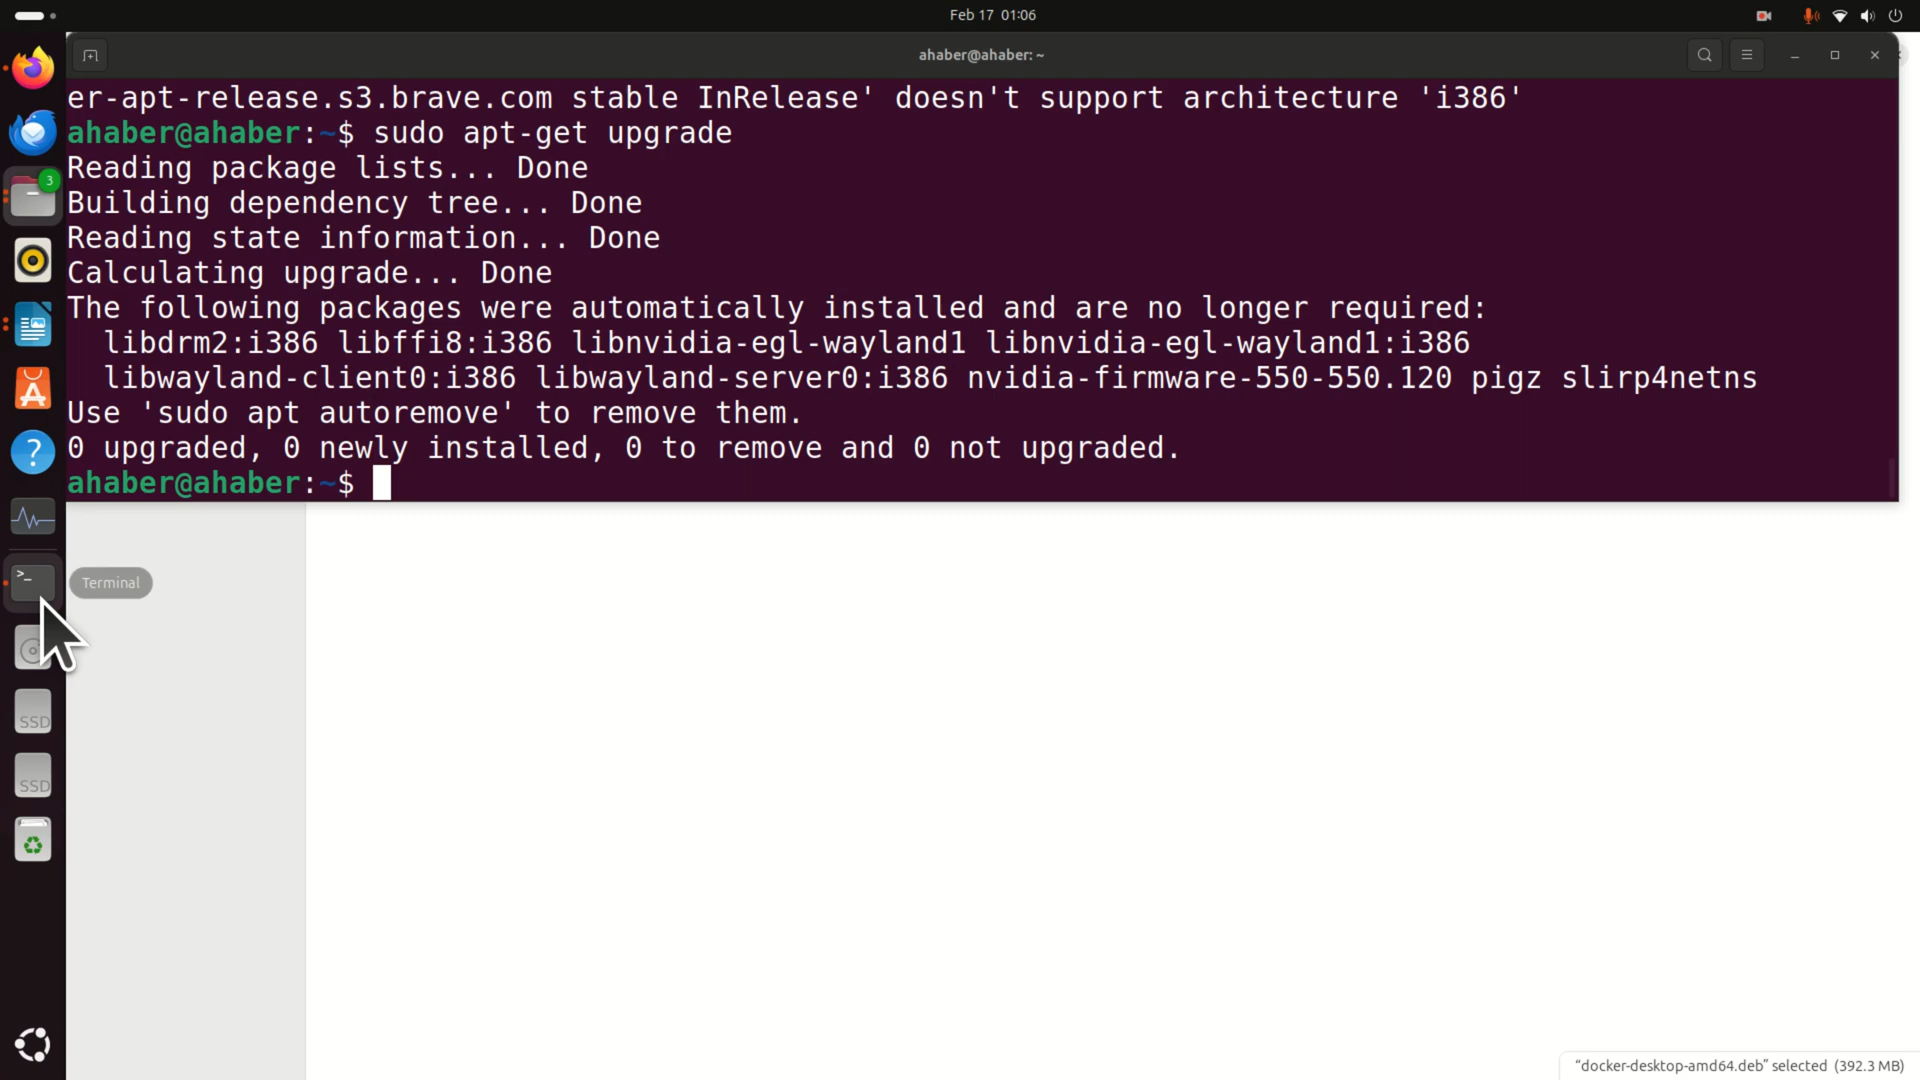 Feb 17 01:06
ahaber@ahaber: ~
er-apt-release.s3.brave.com stable InRelease' doesn't support architecture 'i386'
ahaber@ahaber:~$ sudo apt-get upgrade
Reading package lists... Done
Building dependency tree... Done
Reading state information... Done
Calculating upgrade... Done
The following packages were automatically installed and are no longer required:
libdrm2:i386 libffi8:i386 libnvidia-egl-wayland1 libnvidia-egl-wayland1:i386
libwayland-client0:i386 libwayland-server0:i386 nvidia-firmware-550-550.120 pigz slirp4netns
Use 'sudo apt autoremove' to remove them.
0 upgraded, 0 newly installed, 0 to remove and 0 not upgraded.
ahaber@ahaber:~$
3
>_
Terminal
SSD
SSD
"docker-desktop-amd64.deb" selected (392.3 MB)